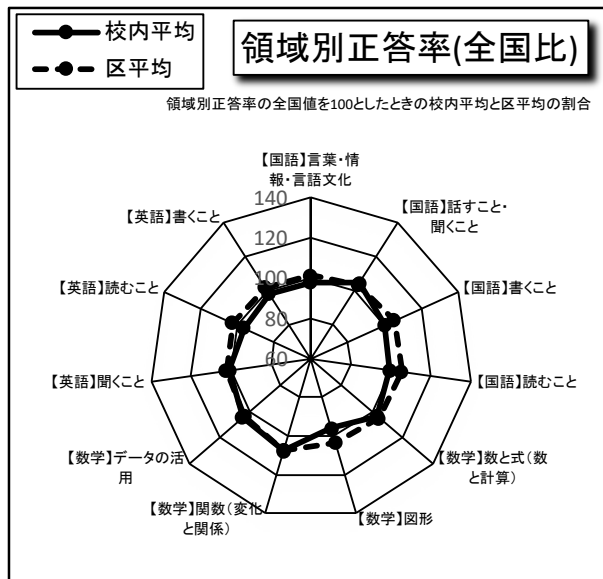 校内平均
区平均
領域別正答率(全国比)
領域別正答率の全国値を100としたときの校内平均と区平均の割合
【国語】言葉・情
報・言語文化
【国語】話すこと・
聞くこと
【国語】書くこと
【国語】読むこと
【数学】数と式(数
と計算)
【数学】図形
【数学】関数(変化
と関係)
【数学】データの活
用
【英語】聞くこと
【英語】読むこと
【英語】書くこと
140
120
100
80
60